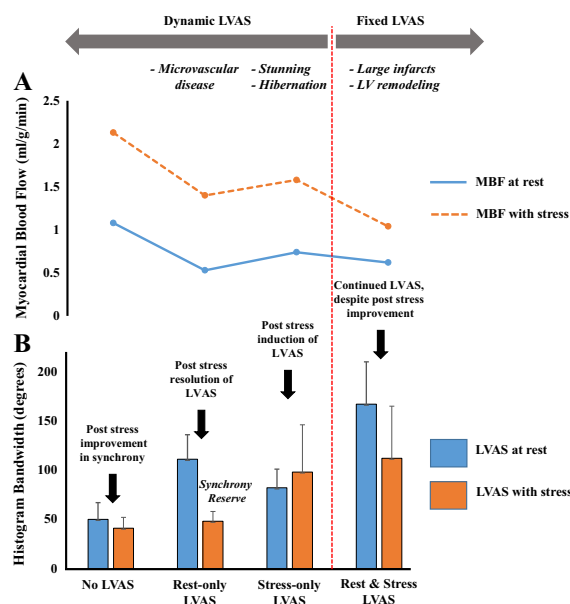 Dynamic LVAS
Fixed LVAS
A
- Microvascular
disease
- Stunning
- Hibernation
- Large infarcts
- LV remodeling
Myocardial Blood Flow (ml/g/min)
2.5
2
1.5
1
0.5
0
MBF at rest
MBF with stress
B
Histogram Bandwidth (degrees)
200
150
100
50
0
Post stress
improvement
in synchrony
Post stress
resolution of
LVAS
Synchrony
Reserve
Post stress
induction of
LVAS
Continued LVAS,
despite post stress
improvement
LVAS at rest
LVAS with stress
No LVAS
Rest-only
LVAS
Stress-only
LVAS
Rest & Stress
LVAS